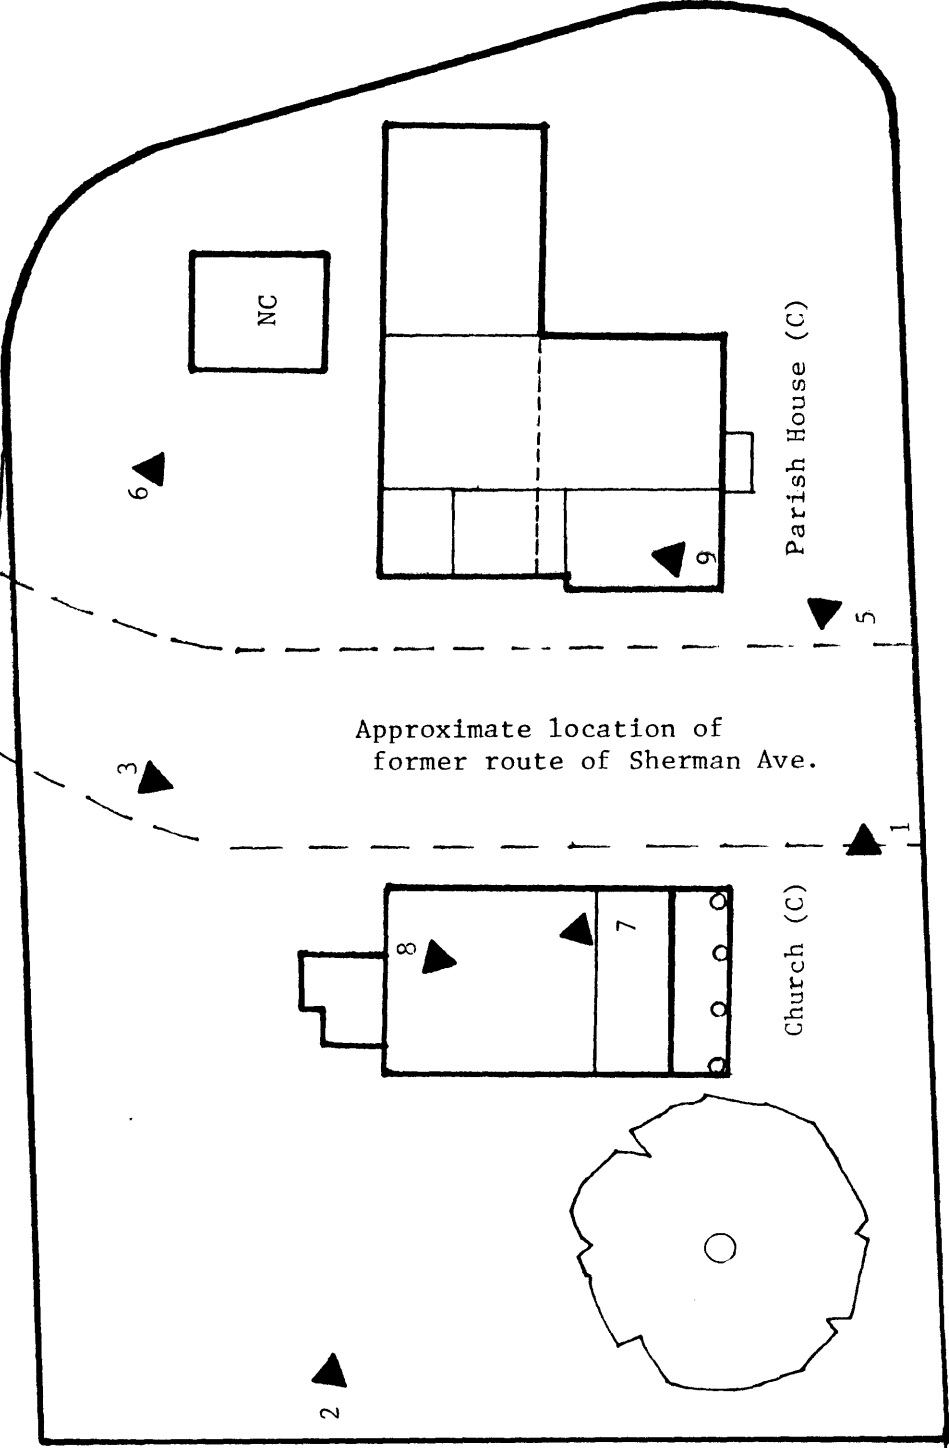 NC
6
Parish House (C)
9
5
Approximate location of
former route of Sherman Ave.
3
1
8
7
Church (C)
2